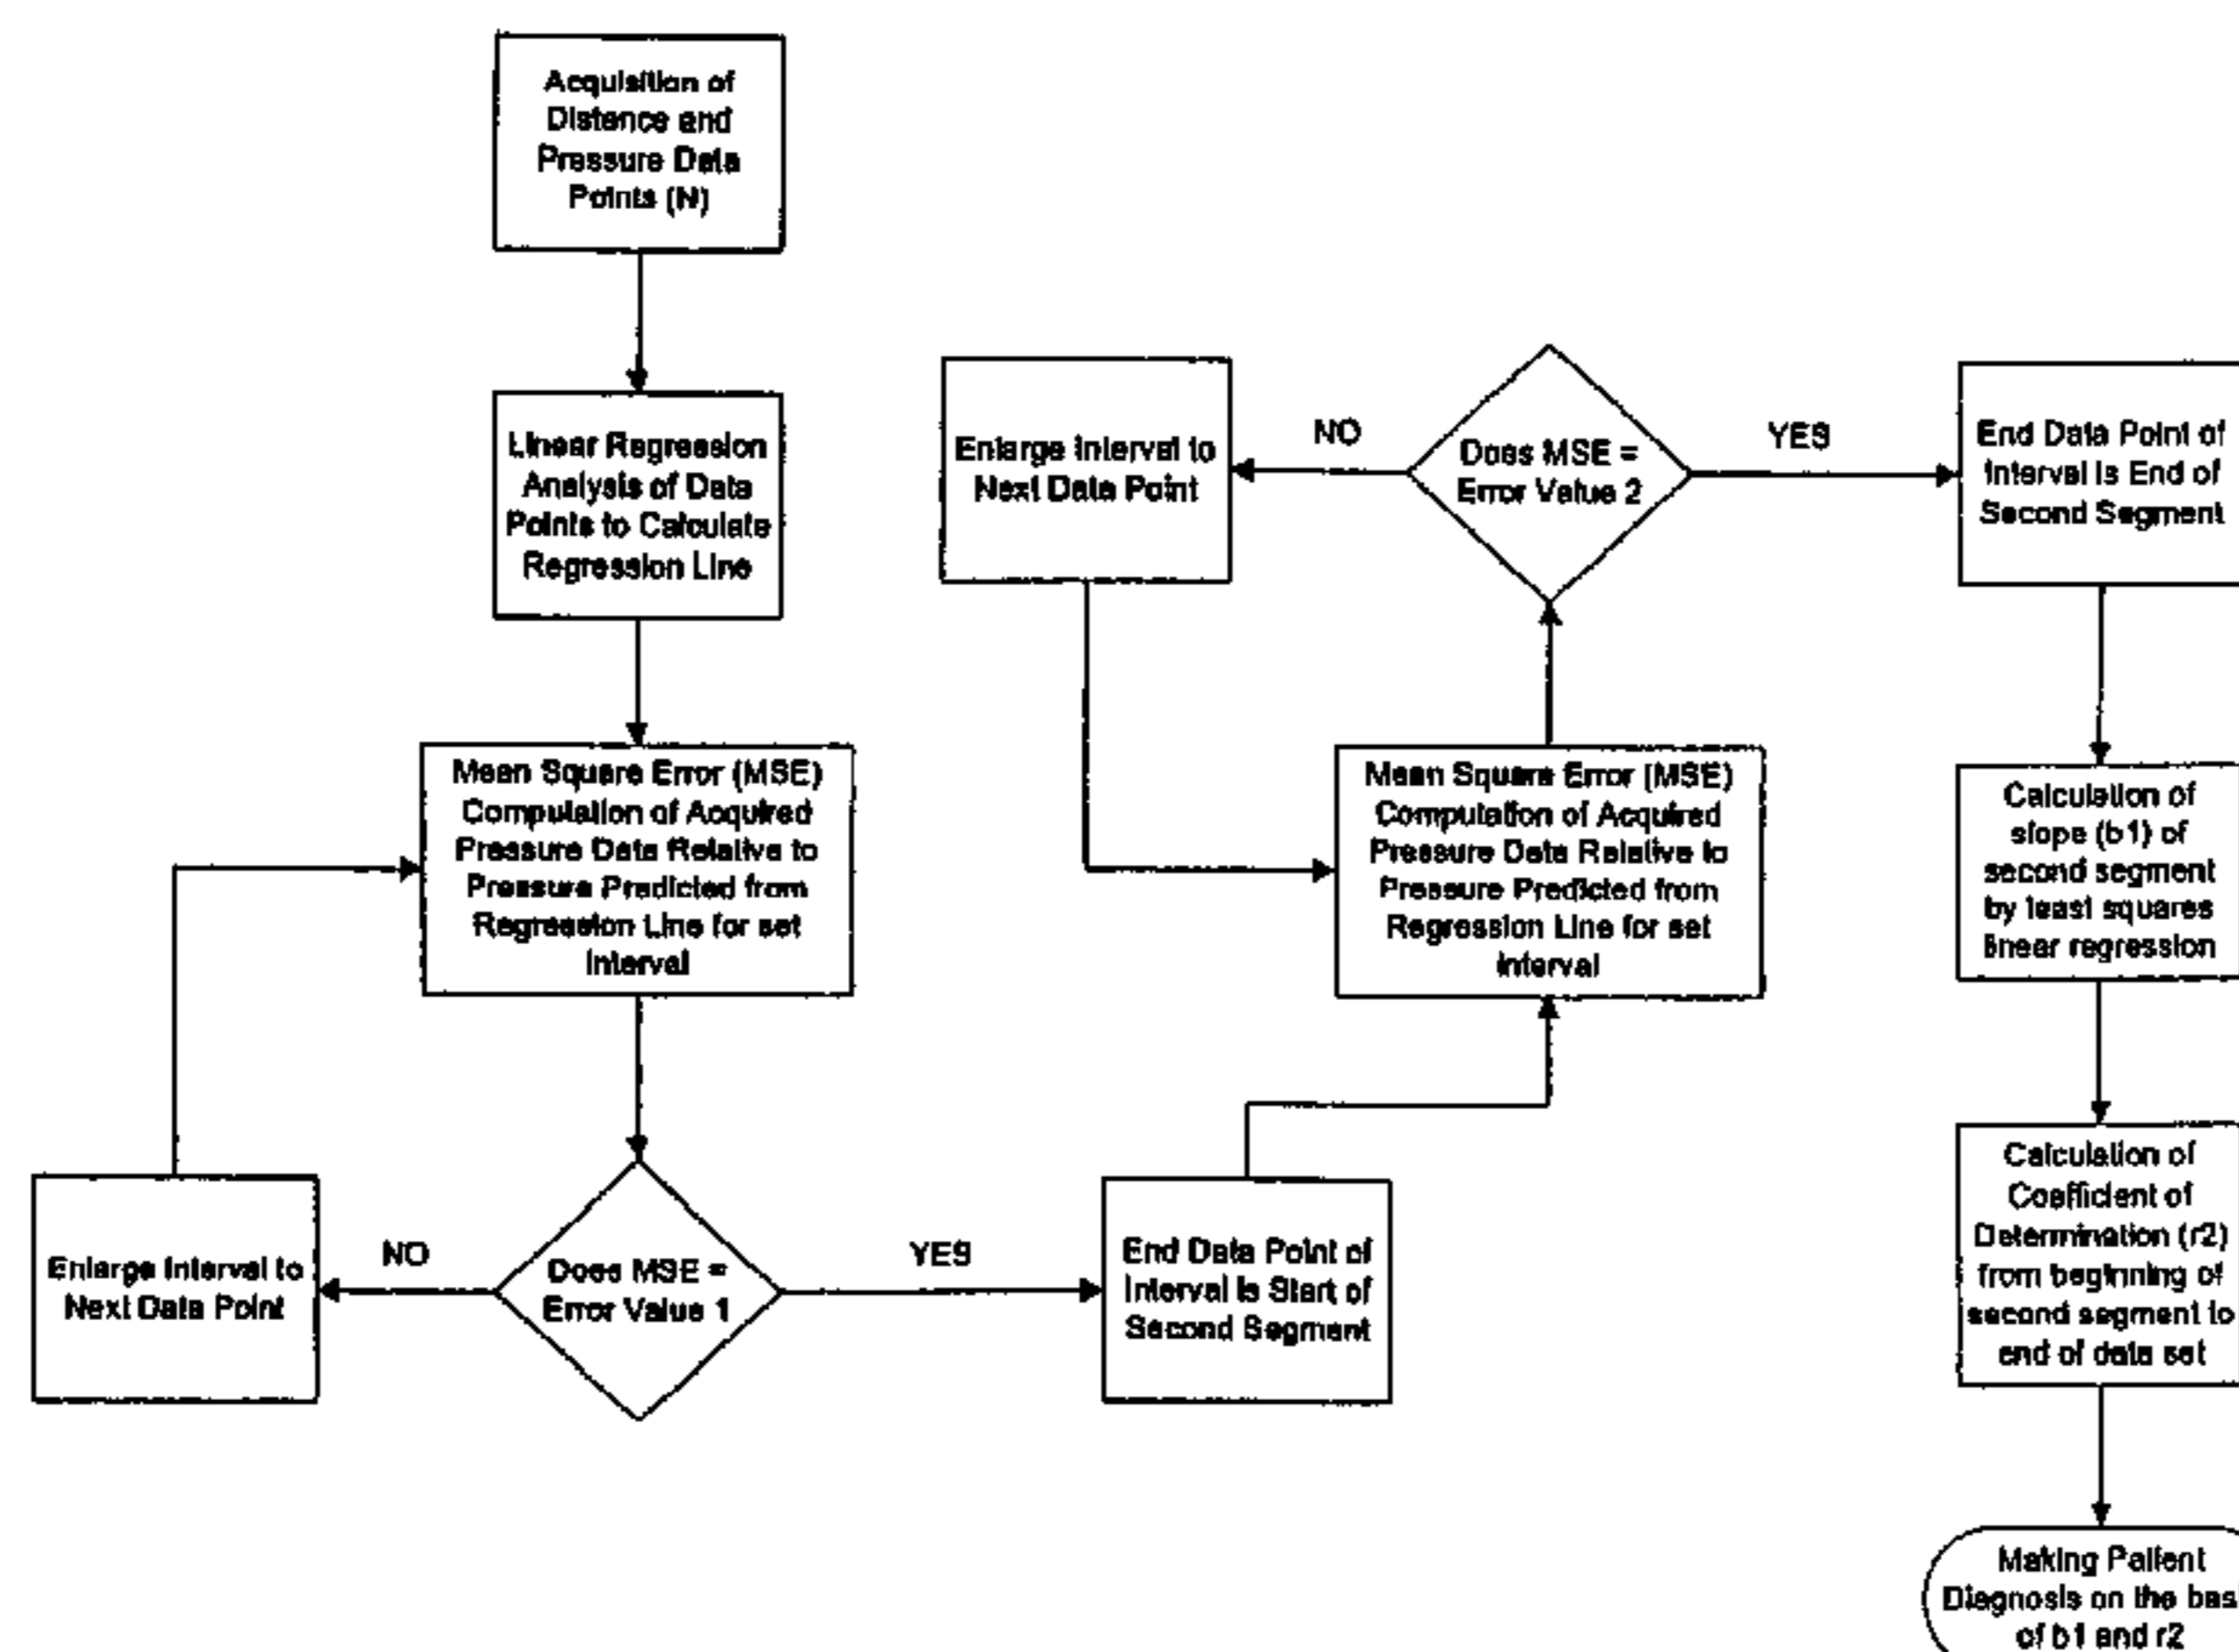 Acquisition of
Distance and
Pressure Data
Points (N)
Linear Regression
Analysis of Data
Points to Calculate
Regression Line
Mean Square Error (MSE)
Computation of Acquired
Pressure Data Relative to
Pressure Predicted from
Regression Line for set
Interval
Does MSE =
Error Value 1
NO
Enlarge Interval to
Next Data Point
YES
End Data Point of
Interval is Start of
Second Segment
Mean Square Error (MSE)
Computation of Acquired
Pressure Data Relative to
Pressure Predicted from
Regression Line for set
Interval
Does MSE =
Error Value 2
NO
Enlarge Interval to
Next Data Point
YES
End Data Point of
Interval is End of
Second Segment
Calculation of
slope (b1) of
second segment
by least squares
linear regression
Calculation of
Coefficient of
Determination (r2)
from beginning of
second segment to
end of data set
Making Patient
Diagnosis on the
of b1 and r2